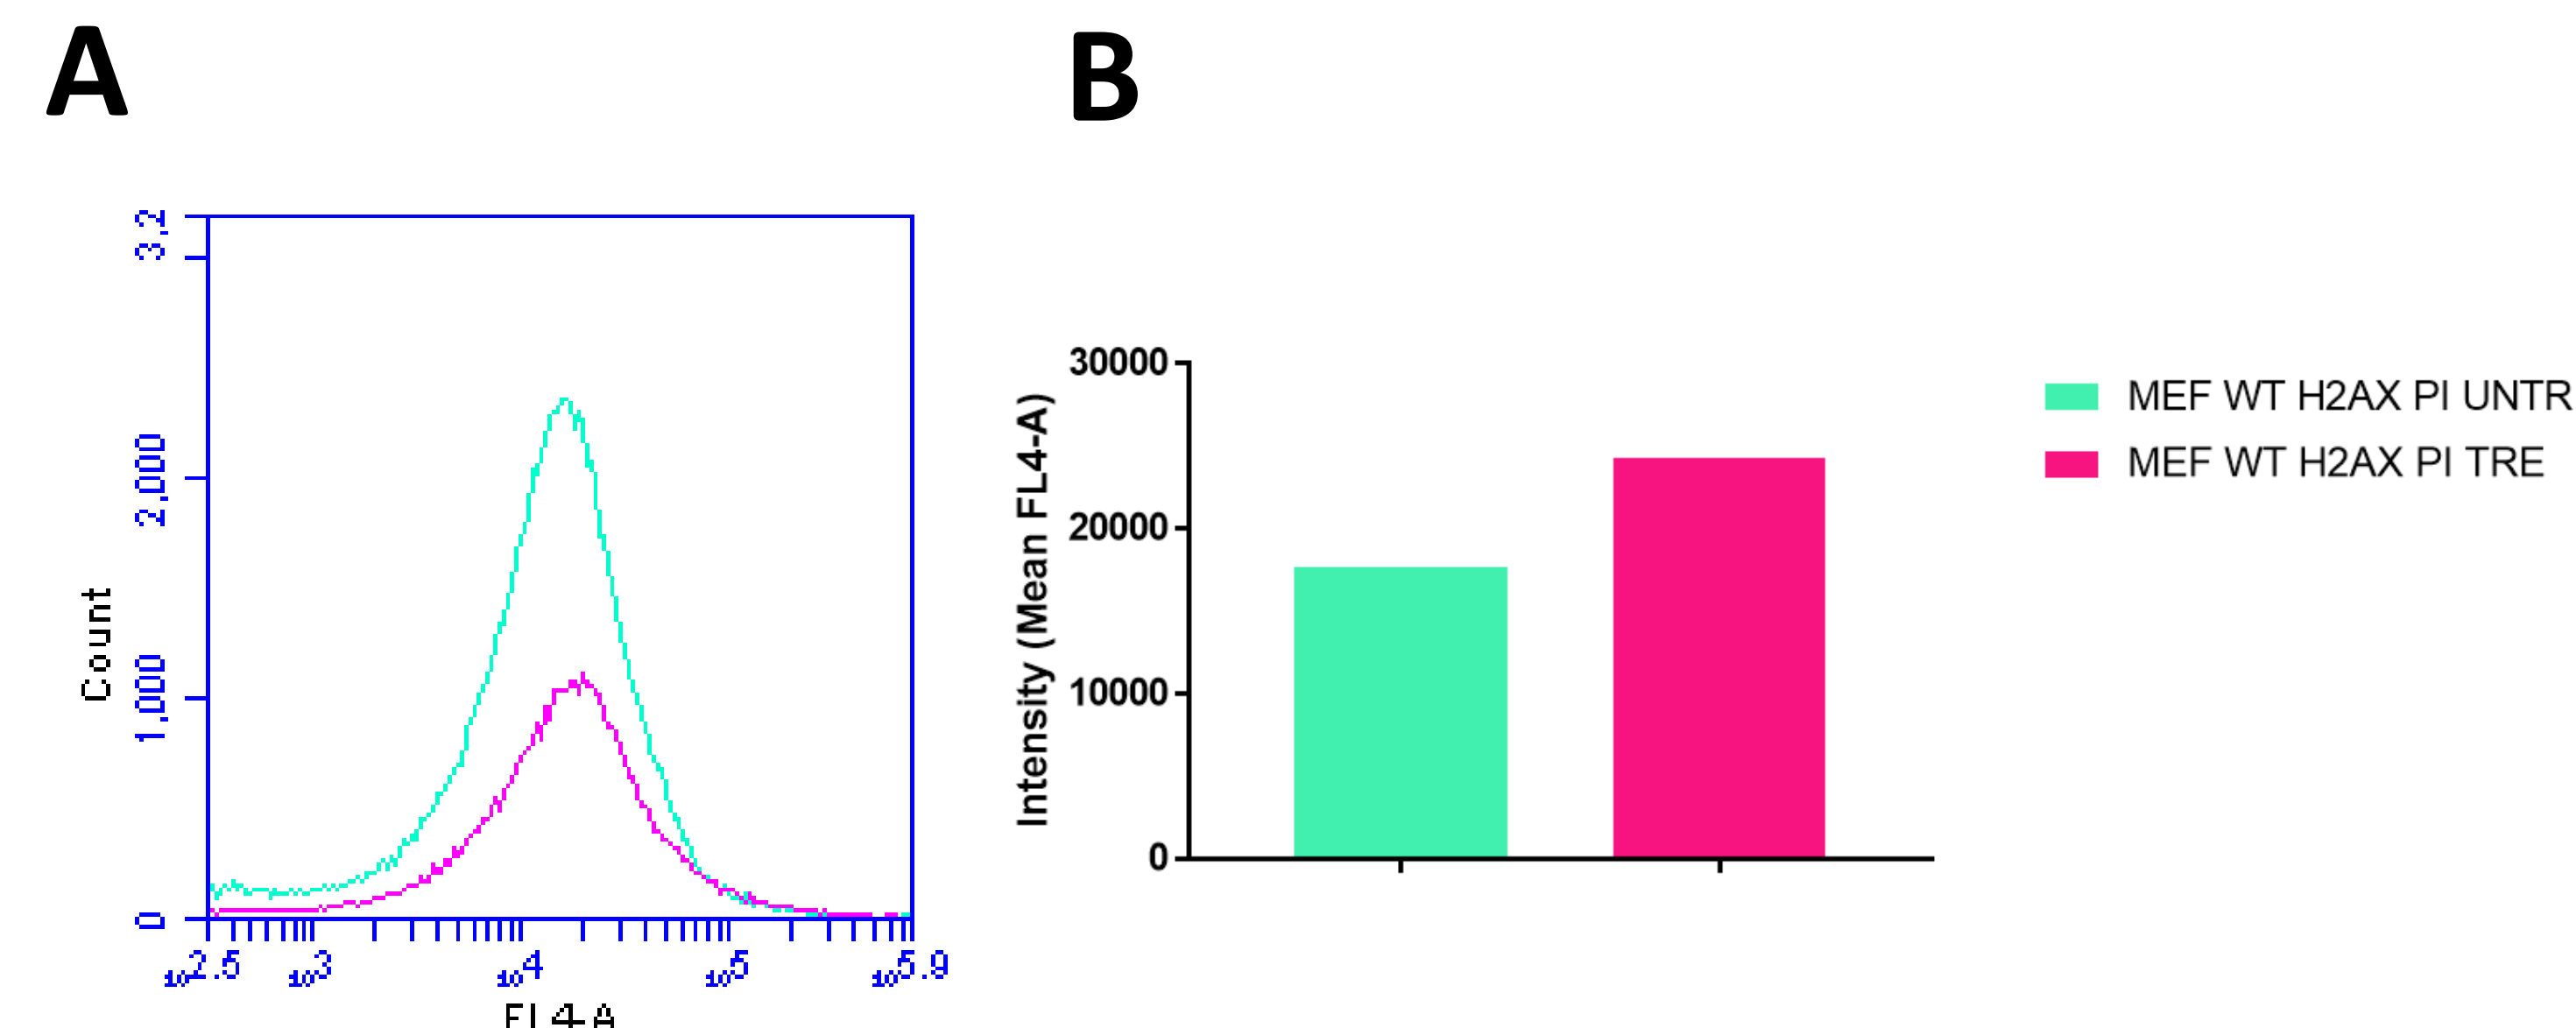 A
B
3,2
2,000
1,000
0
Count
10^2.5
10^3
10^4
10^5
10^5.9
FL4-A
30000
20000
10000
0
Intensity (Mean FL4-A)
MEF WT H2AX PI UNTR
MEF WT H2AX PI TRE